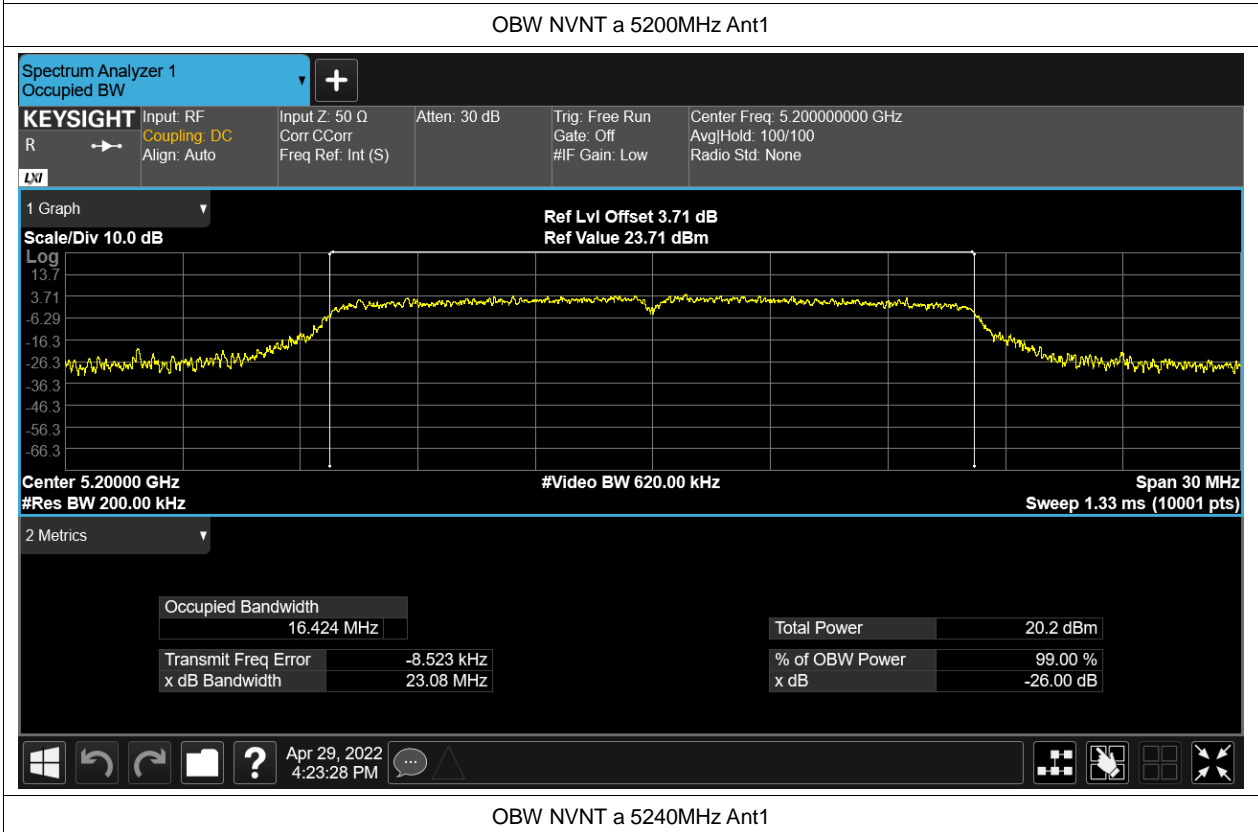 OBW NVNT a 5200MHz Ant1
Spectrum Analyzer 1
Occupied BW
KEYSIGHT
R
LXI
Input: RF
Coupling: DC
Align: Auto
Input Z: 50 Ω
Corr CCorr
Freq Ref: Int (S)
Atten: 30 dB
Trig: Free Run
Gate: Off
#IF Gain: Low
Center Freq: 5.200000000 GHz
Avg|Hold: 100/100
Radio Std: None
1 Graph
Scale/Div 10.0 dB
Ref Lvl Offset 3.71 dB
Ref Value 23.71 dBm
Log
13.7
3.71
-6.29
-16.3
-26.3
-36.3
-46.3
-56.3
-66.3
Center 5.20000 GHz
#Video BW 620.00 kHz
Span 30 MHz
#Res BW 200.00 kHz
Sweep 1.33 ms (10001 pts)
2 Metrics
Occupied Bandwidth
16.424 MHz
Total Power 20.2 dBm
Transmit Freq Error -8.523 kHz
% of OBW Power 99.00 %
x dB Bandwidth 23.08 MHz
x dB -26.00 dB
?
Apr 29, 2022
4:23:28 PM
OBW NVNT a 5240MHz Ant1